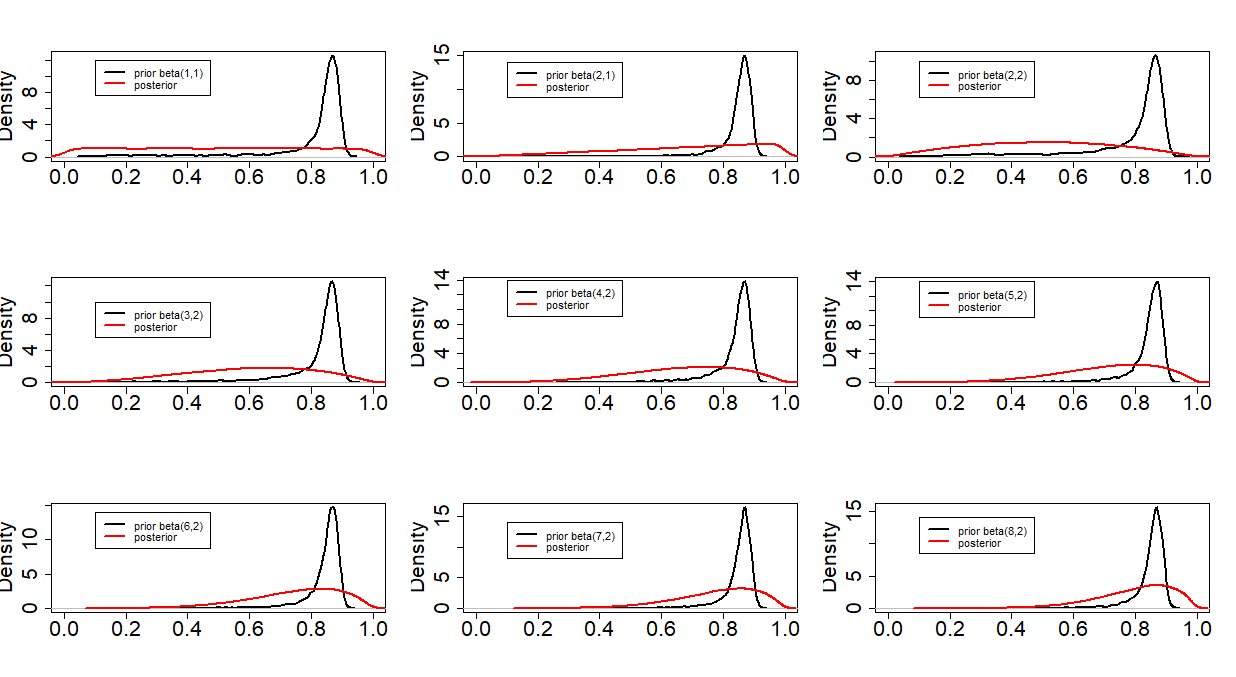 Density
8
4
0
prior beta(1,1)
posterior
0.0 0.2 0.4 0.6 0.8 1.0
Density
15
5
0
prior beta(2,1)
posterior
0.0 0.2 0.4 0.6 0.8 1.0
Density
8
4
0
prior beta(2,2)
posterior
0.0 0.2 0.4 0.6 0.8 1.0
Density
8
4
0
prior beta(3,2)
posterior
0.0 0.2 0.4 0.6 0.8 1.0
Density
14
8
4
0
prior beta(4,2)
posterior
0.0 0.2 0.4 0.6 0.8 1.0
Density
14
8
4
0
prior beta(5,2)
posterior
0.0 0.2 0.4 0.6 0.8 1.0
Density
10
5
0
prior beta(6,2)
posterior
0.0 0.2 0.4 0.6 0.8 1.0
Density
15
5
0
prior beta(7,2)
posterior
0.0 0.2 0.4 0.6 0.8 1.0
Density
15
5
0
prior beta(8,2)
posterior
0.0 0.2 0.4 0.6 0.8 1.0